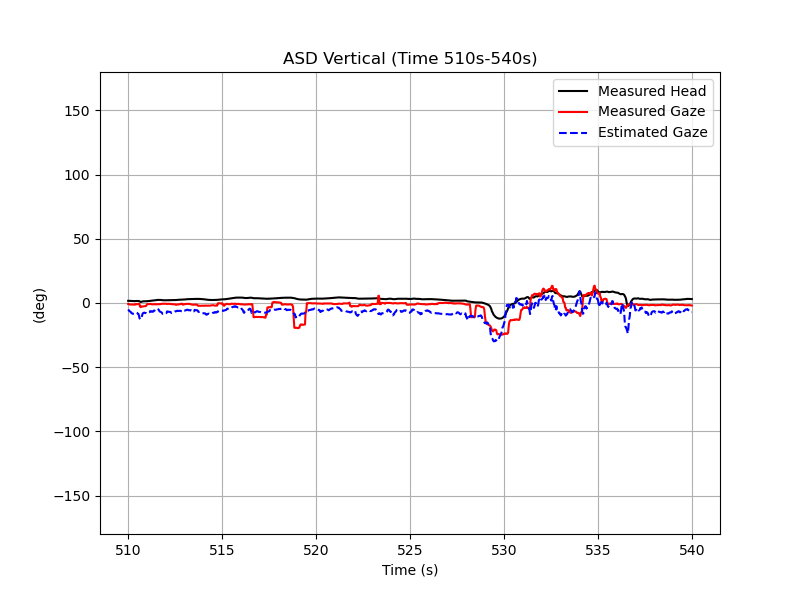 ASD Vertical (Time 510s-540s)
Measured Head
Measured Gaze
Estimated Gaze
150
100
50
0
−50
−100
−150
(deg)
510 515 520 525 530 535 540
Time (s)